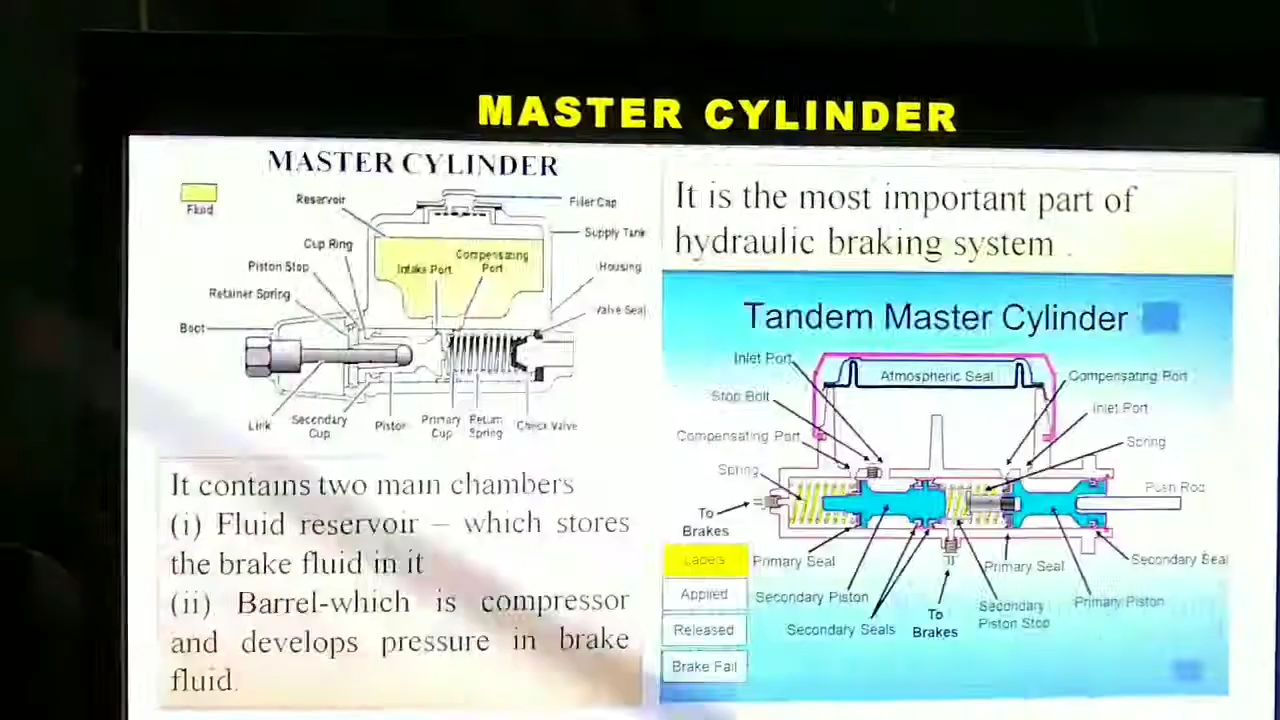 MASTER CYLINDER
MASTER CYLINDER
Fluid
Reservoir
Filler Cap
Supply Tank
Cup Ring
Compensating
Port
Intake Port
Piston Stop
Housing
Retainer Spring
Valve Seal
Boot
Link
Secondary
Cup
Piston
Primary
Cup
Return
Spring
Check Valve
It contains two main chambers
(i) Fluid reservoir – which stores
the brake fluid in it
(ii) Barrel-which is compressor
and develops pressure in brake
fluid.
It is the most important part of
hydraulic braking system .
Tandem Master Cylinder
Inlet Port
Atmospheric Seal
Compensating Port
Stop Bolt
Inlet Port
Compensating Port
Spring
Spring
Push Rod
To
Brakes
Labels
Primary Seal
Primary Seal
Secondary Seal
Applied
Secondary Piston
Secondary
Piston Stop
Primary Piston
Released
Secondary Seals
To
Brakes
Brake Fail